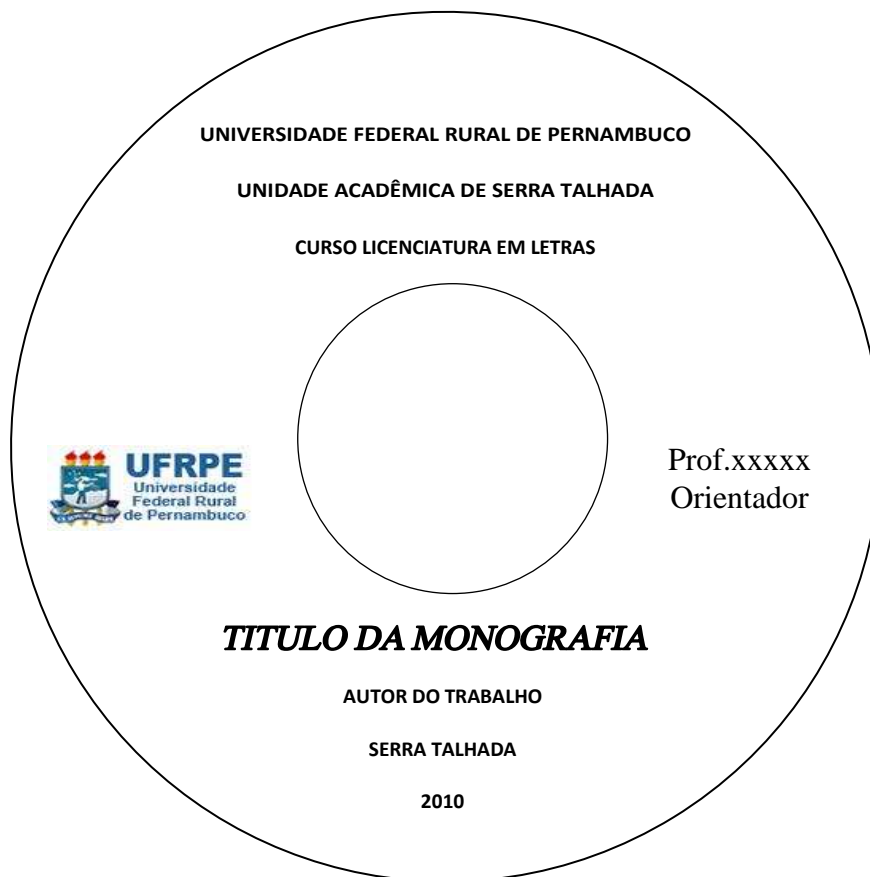 UNIVERSIDADE FEDERAL RURAL DE PERNAMBUCO
UNIDADE ACADÊMICA DE SERRA TALHADA
CURSO LICENCIATURA EM LETRAS
UFRPE
Universidade
Federal Rural
de Pernambuco
Prof.xxxxx
Orientador
TITULO DA MONOGRAFIA
AUTOR DO TRABALHO
SERRA TALHADA
2010